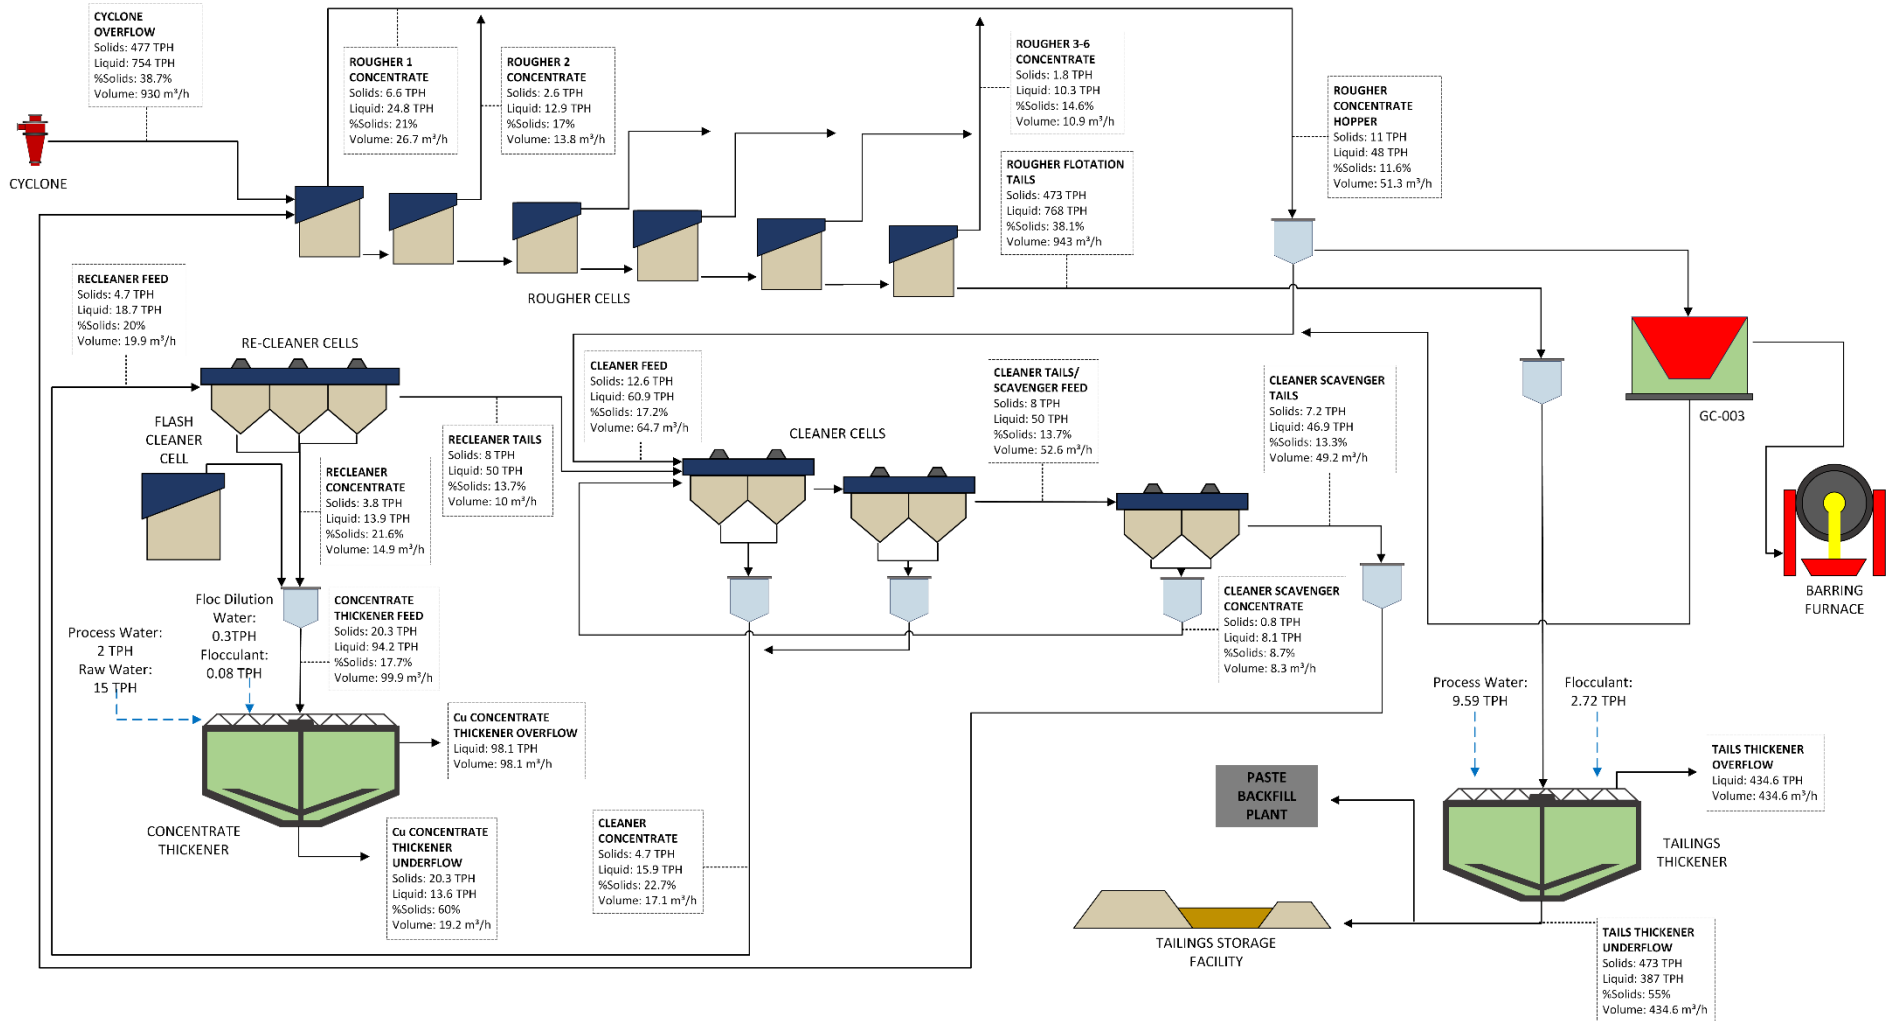 CYCLONE
OVERFLOW
Solids: 477 TPH
Liquid: 754 TPH
%Solids: 38.7%
Volume: 930 m³/h
CYCLONE
ROUGHER 1
CONCENTRATE
Solids: 6.6 TPH
Liquid: 24.8 TPH
%Solids: 21%
Volume: 26.7 m³/h
ROUGHER 2
CONCENTRATE
Solids: 2.6 TPH
Liquid: 12.9 TPH
%Solids: 17%
Volume: 13.8 m³/h
ROUGHER 3-6
CONCENTRATE
Solids: 1.8 TPH
Liquid: 10.3 TPH
%Solids: 14.6%
Volume: 10.9 m³/h
ROUGHER FLOTATION
TAILS
Solids: 473 TPH
Liquid: 768 TPH
%Solids: 38.1%
Volume: 943 m³/h
ROUGHER
CONCENTRATE
HOPPER
Solids: 11 TPH
Liquid: 48 TPH
%Solids: 11.6%
Volume: 51.3 m³/h
ROUGHER CELLS
RECLEANER FEED
Solids: 4.7 TPH
Liquid: 18.7 TPH
%Solids: 20%
Volume: 19.9 m³/h
RE-CLEANER CELLS
FLASH
CLEANER
CELL
RECLEANER
CONCENTRATE
Solids: 3.8 TPH
Liquid: 13.9 TPH
%Solids: 21.6%
Volume: 14.9 m³/h
RECLEANER TAILS
Solids: 8 TPH
Liquid: 50 TPH
%Solids: 13.7%
Volume: 10 m³/h
CLEANER FEED
Solids: 12.6 TPH
Liquid: 60.9 TPH
%Solids: 17.2%
Volume: 64.7 m³/h
CLEANER CELLS
CLEANER TAILS/
SCAVENGER FEED
Solids: 8 TPH
Liquid: 50 TPH
%Solids: 13.7%
Volume: 52.6 m³/h
CLEANER SCAVENGER
TAILS
Solids: 7.2 TPH
Liquid: 46.9 TPH
%Solids: 13.3%
Volume: 49.2 m³/h
GC-003
BARRING
FURNACE
CLEANER SCAVENGER
CONCENTRATE
Solids: 0.8 TPH
Liquid: 8.1 TPH
%Solids: 8.7%
Volume: 8.3 m³/h
Process Water:
2 TPH
Raw Water:
15 TPH
Floc Dilution
Water:
0.3TPH
Flocculant:
0.08 TPH
CONCENTRATE
THICKENER FEED
Solids: 20.3 TPH
Liquid: 94.2 TPH
%Solids: 17.7%
Volume: 99.9 m³/h
Cu CONCENTRATE
THICKENER OVERFLOW
Liquid: 98.1 TPH
Volume: 98.1 m³/h
CONCENTRATE
THICKENER
Cu CONCENTRATE
THICKENER
UNDERFLOW
Solids: 20.3 TPH
Liquid: 13.6 TPH
%Solids: 60%
Volume: 19.2 m³/h
CLEANER
CONCENTRATE
Solids: 4.7 TPH
Liquid: 15.9 TPH
%Solids: 22.7%
Volume: 17.1 m³/h
Process Water:
9.59 TPH
Flocculant:
2.72 TPH
TAILS THICKENER
OVERFLOW
Liquid: 434.6 TPH
Volume: 434.6 m³/h
PASTE
BACKFILL
PLANT
TAILINGS
THICKENER
TAILINGS STORAGE
FACILITY
TAILS THICKENER
UNDERFLOW
Solids: 473 TPH
Liquid: 387 TPH
%Solids: 55%
Volume: 434.6 m³/h